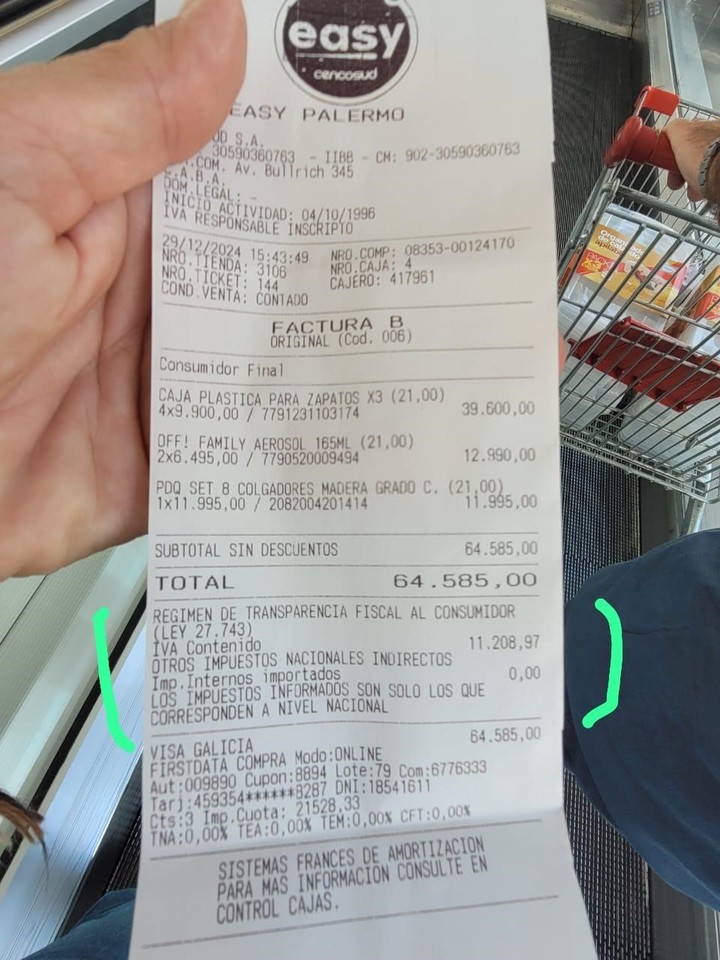 easy
cencosud
EASY PALERMO
UD S.A.
30590360763 - IIBB - CM: 902-30590360763
.COM. Av. Bullrich 345
.A.B.A.
DOM.LEGAL: -
INICIO ACTIVIDAD: 04/10/1996
IVA RESPONSABLE INSCRIPTO
29/12/2024 15:43:49 NRO.COMP: 08353-00124170
NRO.TIENDA: 3106 NRO.CAJA: 4
NRO.TICKET: 144 CAJERO: 417961
COND.VENTA: CONTADO
FACTURA B
ORIGINAL (Cod. 006)
Consumidor Final
CAJA PLASTICA PARA ZAPATOS X3 (21,00)
4x9.900,00 / 7791231103174 39.600,00
OFF! FAMILY AEROSOL 165ML (21,00)
2x6.495,00 / 7790520009494 12.990,00
PDQ SET 8 COLGADORES MADERA GRADO C. (21,00)
1x11.995,00 / 2082004201414 11.995,00
SUBTOTAL SIN DESCUENTOS 64.585,00
TOTAL 64.585,00
REGIMEN DE TRANSPARENCIA FISCAL AL CONSUMIDOR
(LEY 27.743)
IVA Contenido 11.208,97
OTROS IMPUESTOS NACIONALES INDIRECTOS
Imp.Internos importados 0,00
LOS IMPUESTOS INFORMADOS SON SOLO LOS QUE
CORRESPONDEN A NIVEL NACIONAL
VISA GALICIA 64.585,00
FIRSTDATA COMPRA Modo:ONLINE
Aut:009890 Cupon:8894 Lote:79 Com:6776333
Tarj:459354******8287 DNI:18541611
Cts:3 Imp.Cuota: 21528,33
TNA:0,00% TEA:0,00% TEM:0,00% CFT:0,00%
SISTEMAS FRANCES DE AMORTIZACION
PARA MAS INFORMACION CONSULTE EN
CONTROL CAJAS.